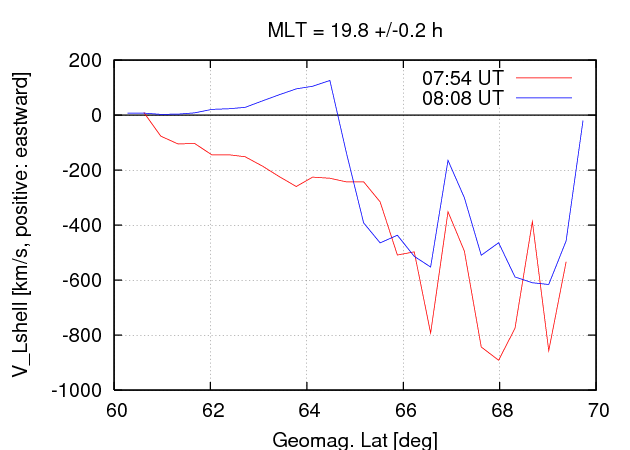 MLT = 19.8 +/-0.2 h
07:54 UT
08:08 UT
200
0
-200
-400
-600
-800
-1000
V_Lshell [km/s, positive: eastward]
60 62 64 66 68 70
Geomag. Lat [deg]